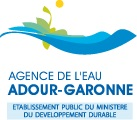 AGENCE DE L'EAU
ADOUR-GARONNE
ETABLISSEMENT PUBLIC DU MINISTERE
DU DEVELOPPEMENT DURABLE